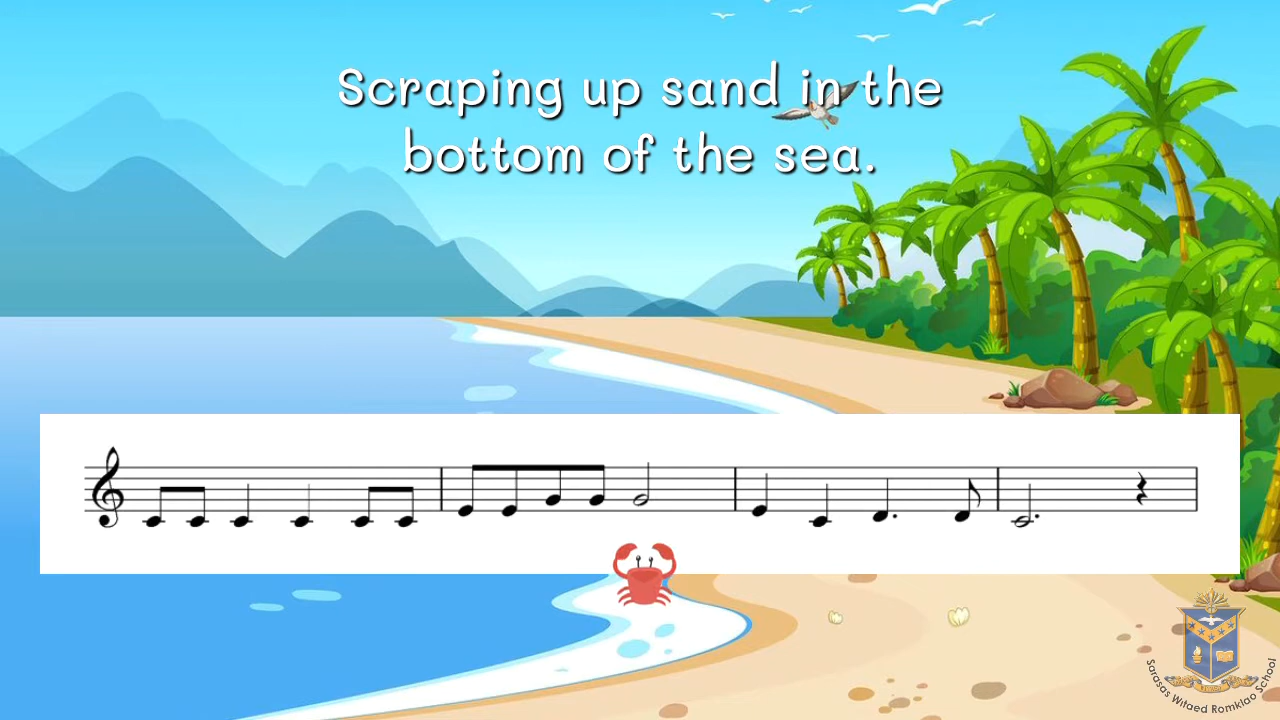 Scraping up sand in the
bottom of the sea.
Sarasas Witaed Romklao School